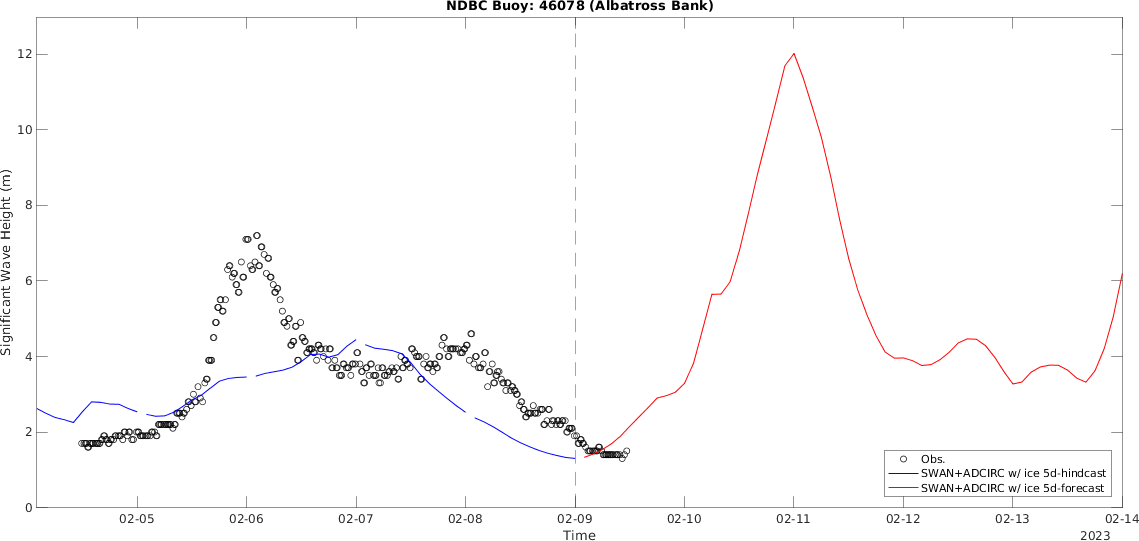 NDBC Buoy: 46078 (Albatross Bank)
Significant Wave Height (m)
12
10
8
6
4
2
0
Obs.
SWAN+ADCIRC w/ ice 5d-hindcast
SWAN+ADCIRC w/ ice 5d-forecast
02-05 02-06 02-07 02-08 02-09 02-10 02-11 02-12 02-13 02-14
Time
2023